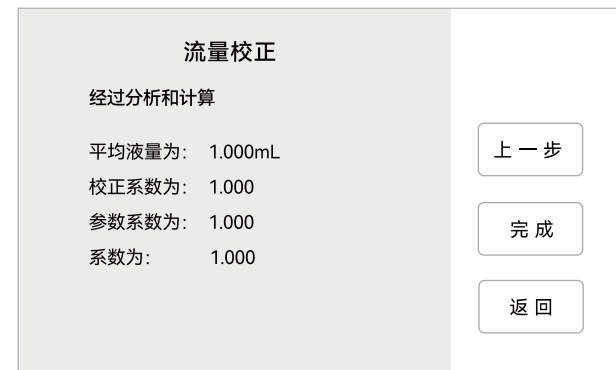 流量校正
经过分析和计算
平均液量为： 1.000mL
校正系数为： 1.000
参数系数为： 1.000
系数为： 1.000
上一步
完成
返回